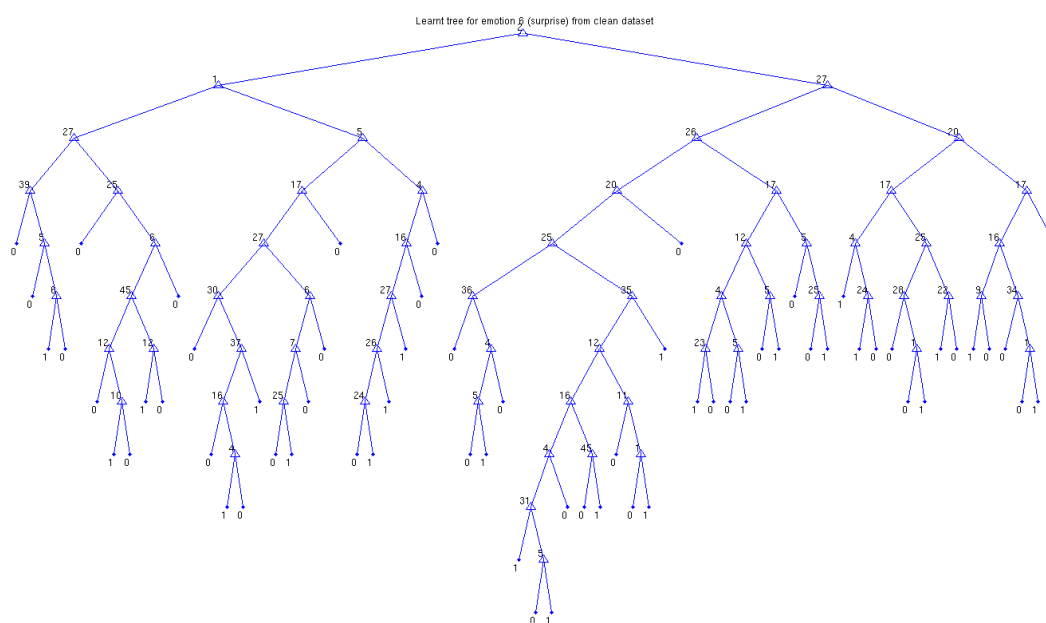 Learnt tree for emotion 6 (surprise) from clean dataset
2
1 27
27 5 26 20
39 25 17 4 20 17 17 17
0 5 0 6 27 0 16 0 25 0 12 5 4 25 16
0 6 45 0 30 6 27 0 36 35 4 5 0 25 1 24 28 23 9 34
1 0 12 13 0 37 7 0 26 1 0 4 12 1 23 5 0 1 0 1 1 0 0 1 1 0 1 0 0 1
0 10 1 0 16 1 25 0 24 1 5 0 16 11 1 0 0 1 0 1 0 1
1 0 0 4 0 1 0 1 0 1 4 45 0 1
1 0 31 0 0 1 0 1
1 5
0 1